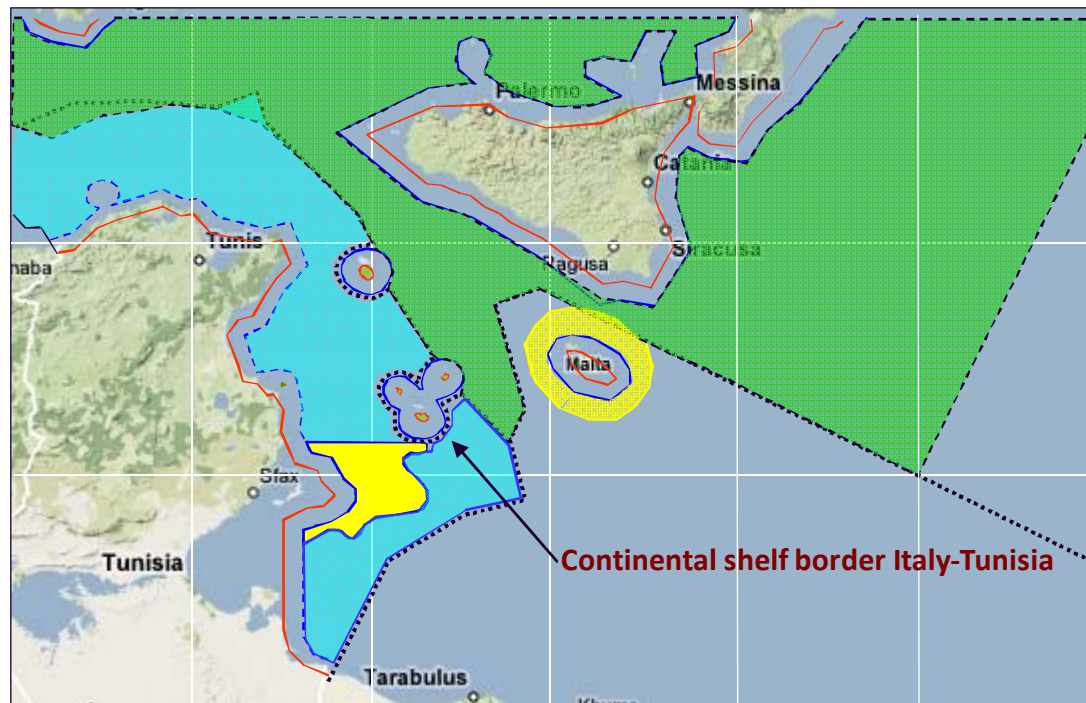 Messina
Palermo
Catania
Tunis
Siracusa
naba
Ragusa
Malta
Sfax
Continental shelf border Italy-Tunisia
Tunisia
Tarabulus